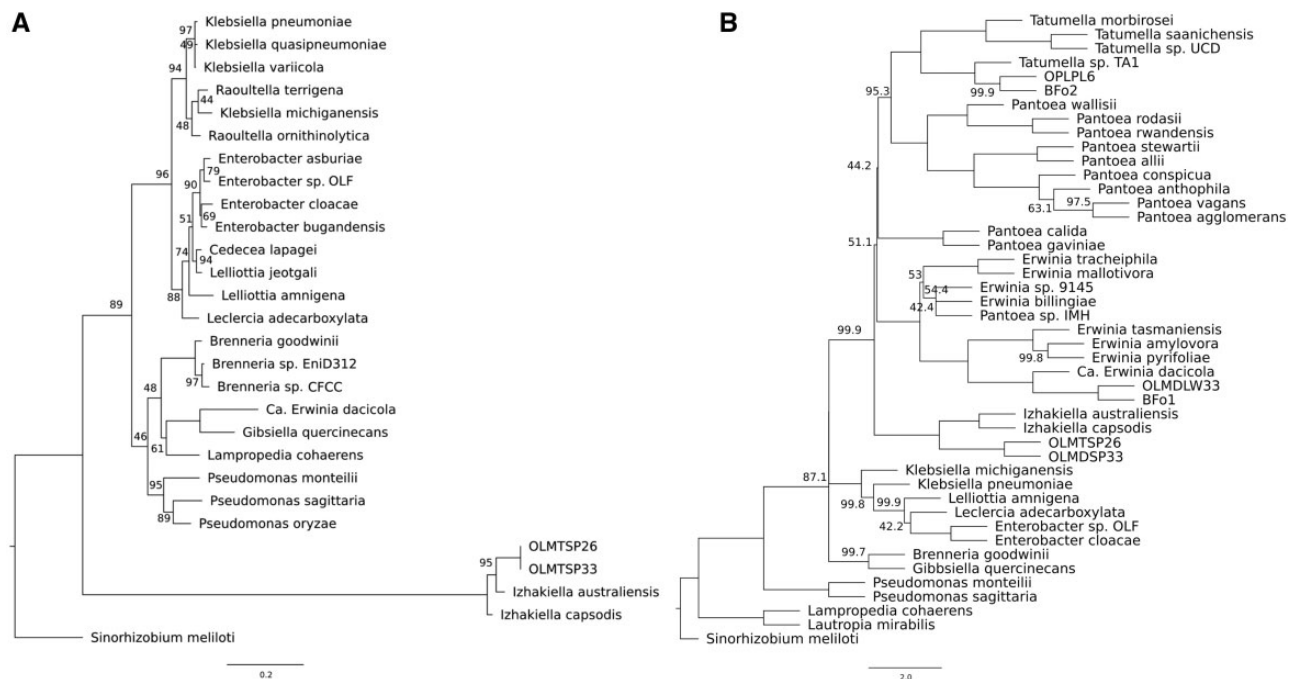 A
Klebsiella pneumoniae
97
49
Klebsiella quasipneumoniae
94
Klebsiella variicola
Raoultella terrigena
44
Klebsiella michiganensis
48
Raoultella ornithinolytica
Enterobacter asburiae
79
96
90
Enterobacter sp. OLF
Enterobacter cloacae
51
69
Enterobacter bugandensis
74
Cedecea lapagei
94
Lelliottia jeotgali
88
Lelliottia amnigena
89
Leclercia adecarboxylata
Brenneria goodwinii
Brenneria sp. EniD312
48
97
Brenneria sp. CFCC
Ca. Erwinia dacicola
46
Gibsiella quercinecans
61
Lampropedia cohaerens
Pseudomonas monteilii
95
Pseudomonas sagittaria
89
Pseudomonas oryzae
OLMTSP26
95
OLMTSP33
Izhakiella australiensis
Izhakiella capsodis
Sinorhizobium meliloti
0.2
B
Tatumella morbirosei
Tatumella saanichensis
Tatumella sp. UCD
Tatumella sp. TA1
OPLPL6
95.3
99.9
BFo2
Pantoea wallisii
Pantoea rodasii
Pantoea rwandensis
Pantoea stewartii
Pantoea allii
44.2
Pantoea conspicua
Pantoea anthophila
97.5
Pantoea vagans
63.1
Pantoea agglomerans
Pantoea calida
51.1
Pantoea gaviniae
Erwinia tracheiphila
53
Erwinia mallotivora
54.4
Erwinia sp. 9145
Erwinia billingiae
42.4
Pantoea sp. IMH
99.9
Erwinia tasmaniensis
Erwinia amylovora
99.8
Erwinia pyrifoliae
Ca. Erwinia dacicola
OLMDLW33
BFo1
Izhakiella australiensis
Izhakiella capsodis
OLMTSP26
OLMDSP33
87.1
Klebsiella michiganensis
Klebsiella pneumoniae
99.8
99.9
Lelliottia amnigena
Leclercia adecarboxylata
42.2
Enterobacter sp. OLF
Enterobacter cloacae
99.7
Brenneria goodwinii
Gibbsiella quercinecans
Pseudomonas monteilii
Pseudomonas sagittaria
Lampropedia cohaerens
Lautropia mirabilis
Sinorhizobium meliloti
2.0